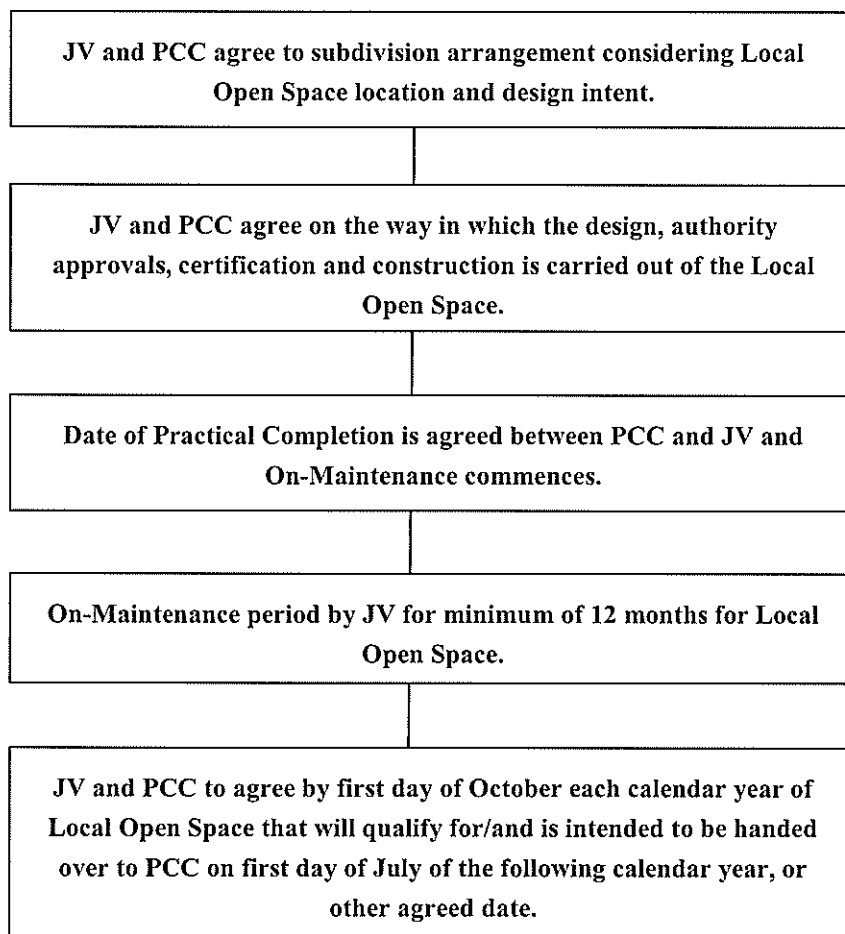 JV and PCC agree to subdivision arrangement considering Local
Open Space location and design intent.
JV and PCC agree on the way in which the design, authority
approvals, certification and construction is carried out of the Local
Open Space.
Date of Practical Completion is agreed between PCC and JV and
On-Maintenance commences.
On-Maintenance period by JV for minimum of 12 months for Local
Open Space.
JV and PCC to agree by first day of October each calendar year of
Local Open Space that will qualify for/and is intended to be handed
over to PCC on first day of July of the following calendar year, or
other agreed date.